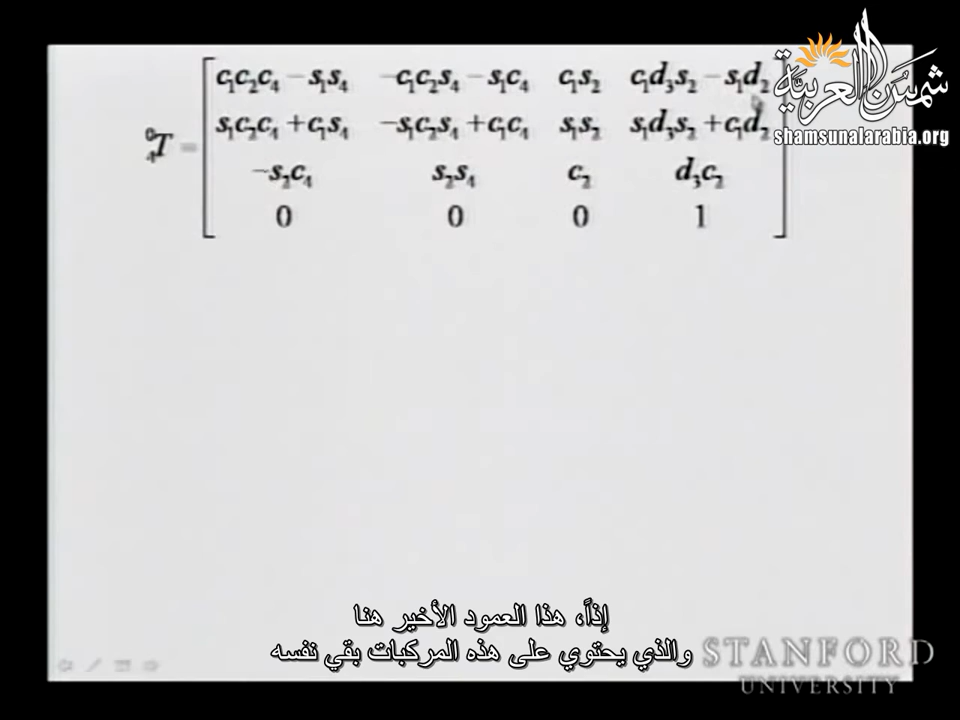 شمس العربية
shamsunalarabia.org
c₁c₂c₄ − s₁s₄ −c₁c₂s₄ − s₁c₄ c₁s₂ c₁d₃s₂ − s₁d₂
⁰₄T = s₁c₂c₄ + c₁s₄ −s₁c₂s₄ + c₁c₄ s₁s₂ s₁d₃s₂ + c₁d₂
−s₂c₄ s₂s₄ c₂ d₃c₂
0 0 0 1
إذاً، هذا العمود الأخير هنا
والذي يحتوي على هذه المركبات بقي نفسه
STANFORD
UNIVERSITY